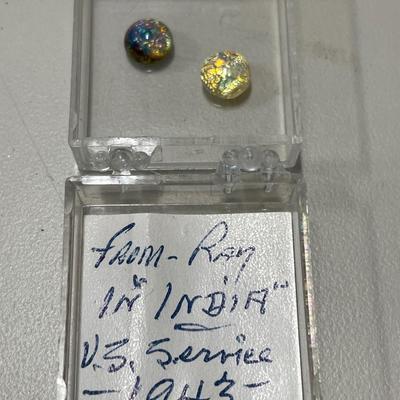 From - Ray
in "India"
U.S. Service
- 1943 -